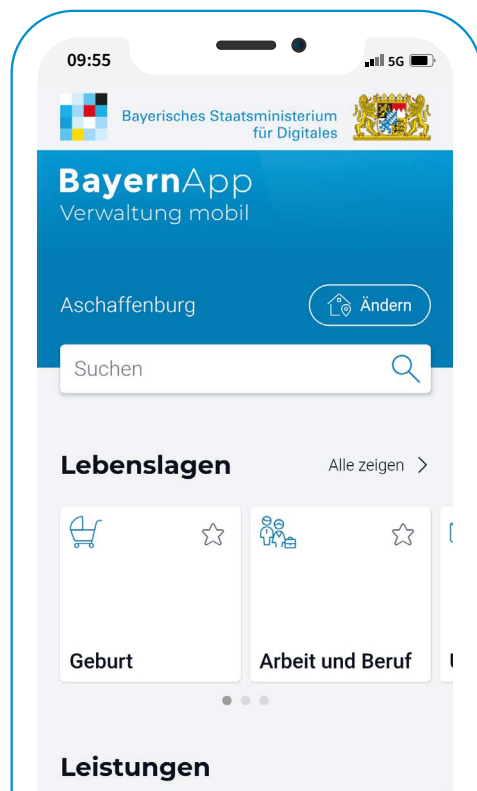 09:55
5G
Bayerisches Staatsministerium
für Digitales
BayernApp
Verwaltung mobil
Aschaffenburg
Ändern
Suchen
Lebenslagen
Alle zeigen
Geburt
Arbeit und Beruf
Leistungen